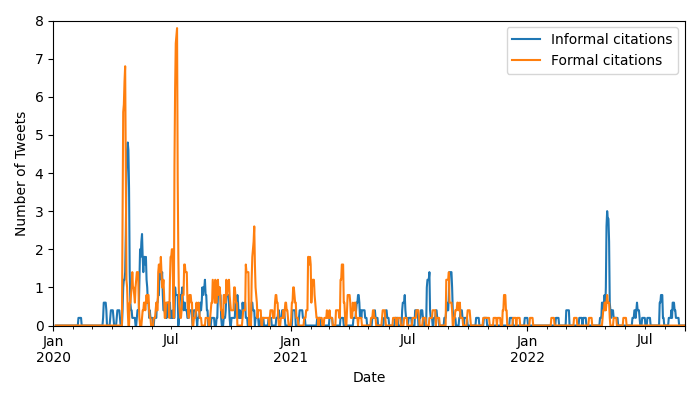 8
7
6
5
4
3
2
1
0
Number of Tweets
Informal citations
Formal citations
Jan Jul Jan Jul Jan Jul
2020 2021 2022
Date